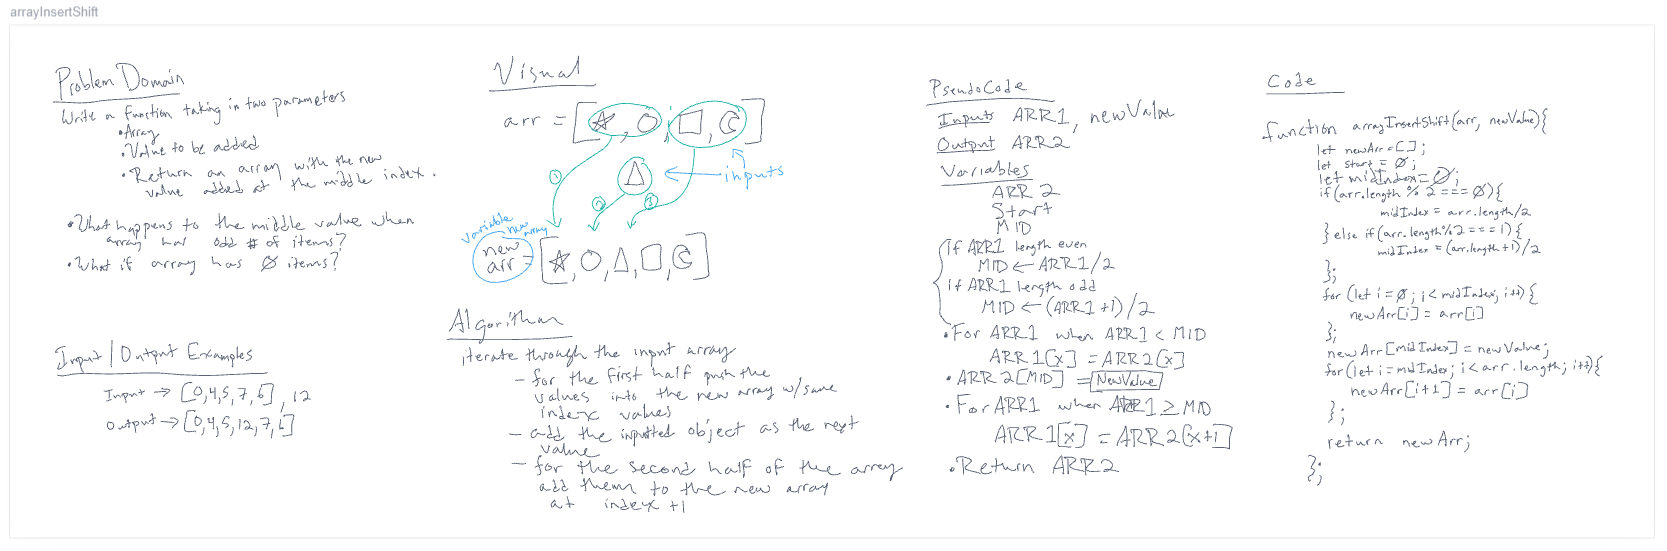 arrayInsertShift
Problem Domain
Write a function taking in two parameters
•Array
•Value to be added
•Return an array with the new
value added at the middle index.
•What happens to the middle value when
array has odd # of items?
•What if array has 0 items?
Input/Output Examples
Input → [0,4,5,7,6], 12
Output → [0,4,5,12,7,6]
Visual
arr = [ , , , ]
inputs
1
2
3
variable new array
new
arr = [ , , , , ]
Algorithm
iterate through the input array
- for the first half push the
values into the new array w/same
index values
- add the inputted object as the next
value
- for the second half of the array
add them to the new array
at index +1
PseudoCode
Inputs ARR1, newValue
Output ARR2
Variables
ARR 2
Start
MID
If ARR1 length even
MID ← ARR1/2
if ARR1 length odd
MID ← (ARR1+1)/2
•For ARR1 when ARR1 < MID
ARR1[x] = ARR2[x]
•ARR2[MID] = NewValue
•For ARR1 when ARR1 ≥ MID
ARR1[x] = ARR2[x+1]
•Return ARR2
Code
function arrayInsertShift(arr, newValue){
let newArr=[];
let start = 0;
let midIndex=0;
if(arr.length % 2 === 0){
midIndex = arr.length/2
} else if(arr.length%2 === 1){
midIndex = (arr.length+1)/2
};
for (let i=0; i<midIndex; i++){
newArr[i] = arr[i]
};
newArr[midIndex] = newValue;
for(let i=midIndex; i<arr.length; i++){
newArr[i+1] = arr[i]
};
return newArr;
};